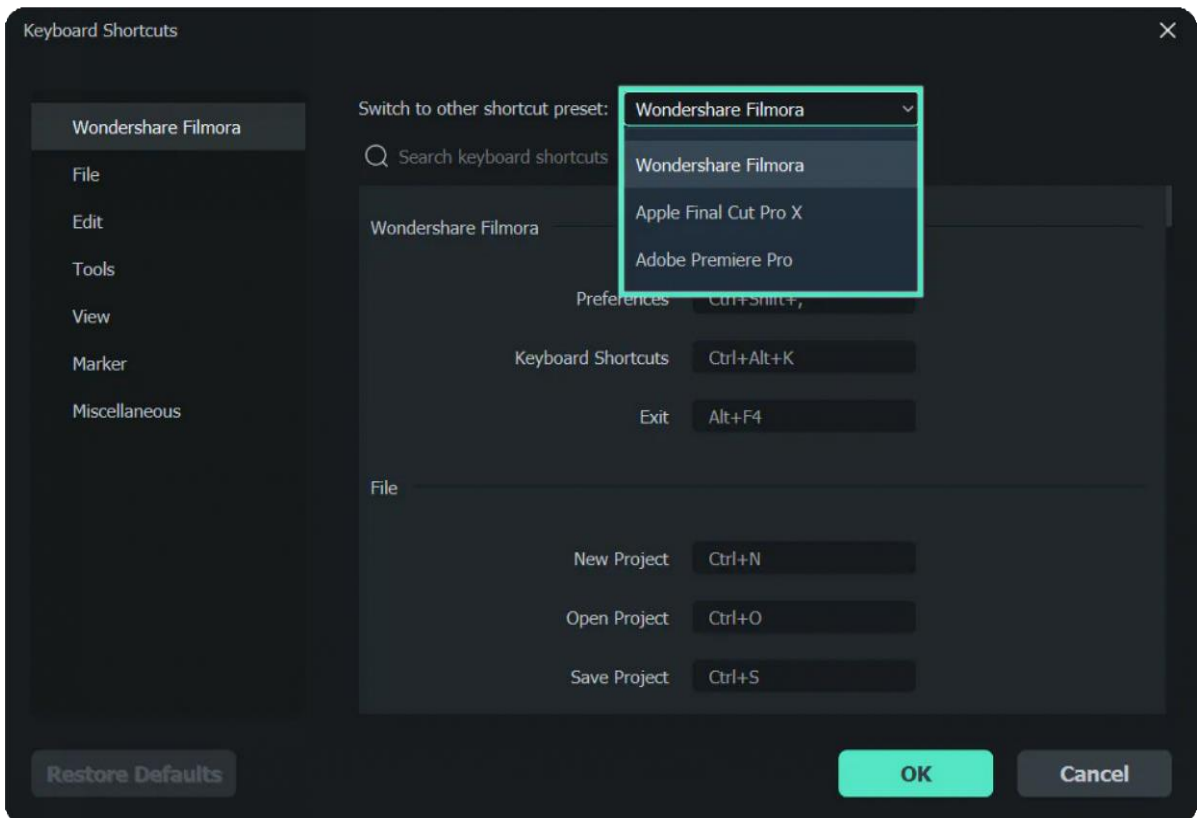 Keyboard Shortcuts
Wondershare Filmora
File
Edit
Tools
View
Marker
Miscellaneous
Switch to other shortcut preset: Wondershare Filmora
Search keyboard shortcuts
Wondershare Filmora
Apple Final Cut Pro X
Adobe Premiere Pro
Wondershare Filmora
Preferences Ctrl+Shift+,
Keyboard Shortcuts Ctrl+Alt+K
Exit Alt+F4
File
New Project Ctrl+N
Open Project Ctrl+O
Save Project Ctrl+S
Restore Defaults
OK
Cancel